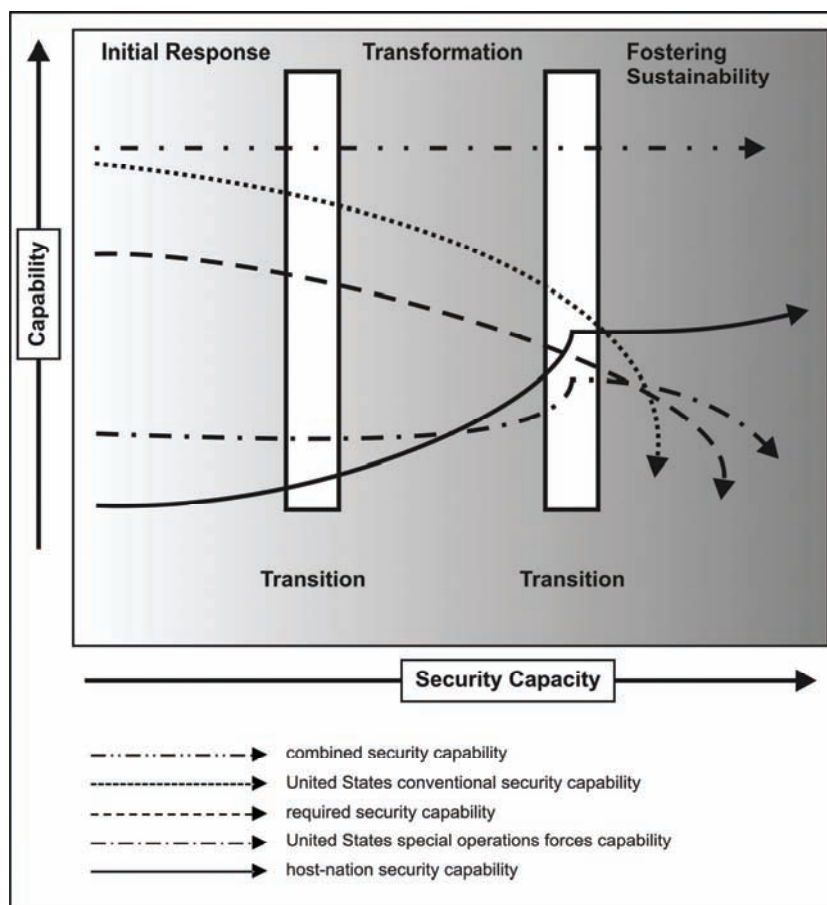 Initial Response
Transformation
Fostering
Sustainability
Capability
Transition
Transition
Security Capacity
combined security capability
United States conventional security capability
required security capability
United States special operations forces capability
host-nation security capability